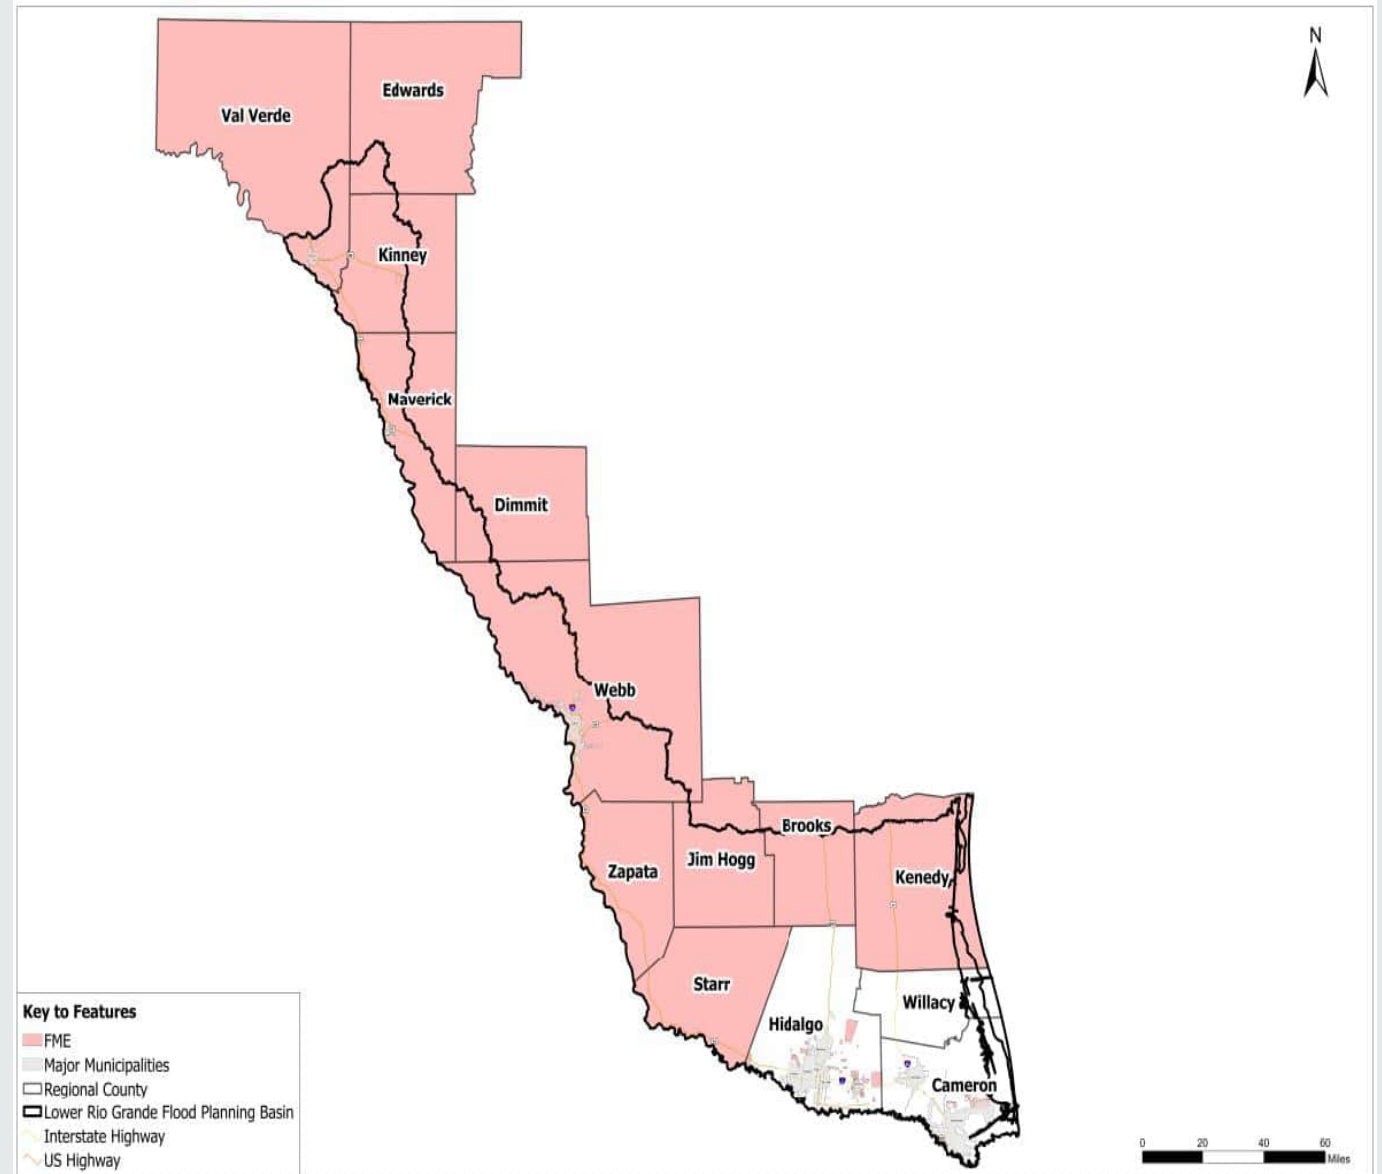 N
Edwards
Val Verde
Kinney
Maverick
Dimmit
Webb
Brooks
Jim Hogg
Zapata
Kenedy
Starr
Willacy
Hidalgo
Cameron
Key to Features
FME
Major Municipalities
Regional County
Lower Rio Grande Flood Planning Basin
Interstate Highway
US Highway
0 20 40 60
Miles